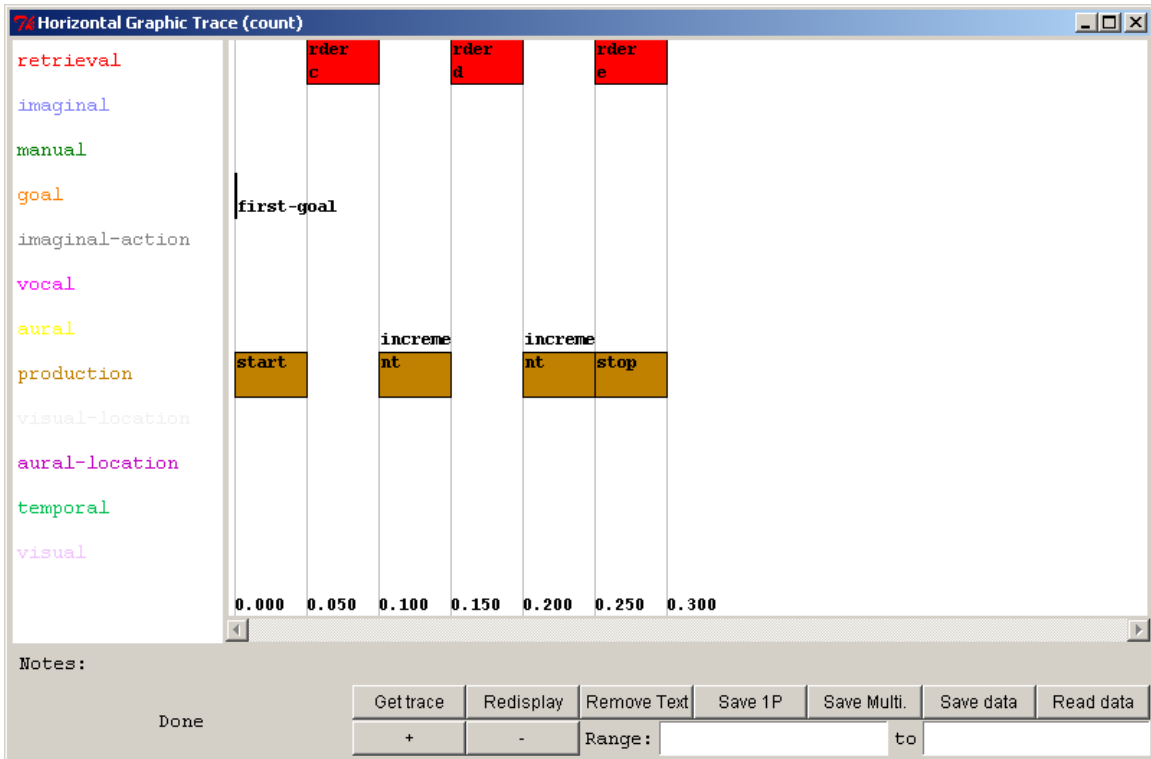 Horizontal Graphic Trace (count)
retrieval
imaginal
manual
goal
imaginal-action
vocal
aural
production
visual-location
aural-location
temporal
visual
rder
c
rder
d
rder
e
first-goal
start
increme
nt
increme
nt
stop
0.000 0.050 0.100 0.150 0.200 0.250 0.300
Notes:
Done
Get trace Redisplay Remove Text Save 1P Save Multi. Save data Read data
+ - Range: to